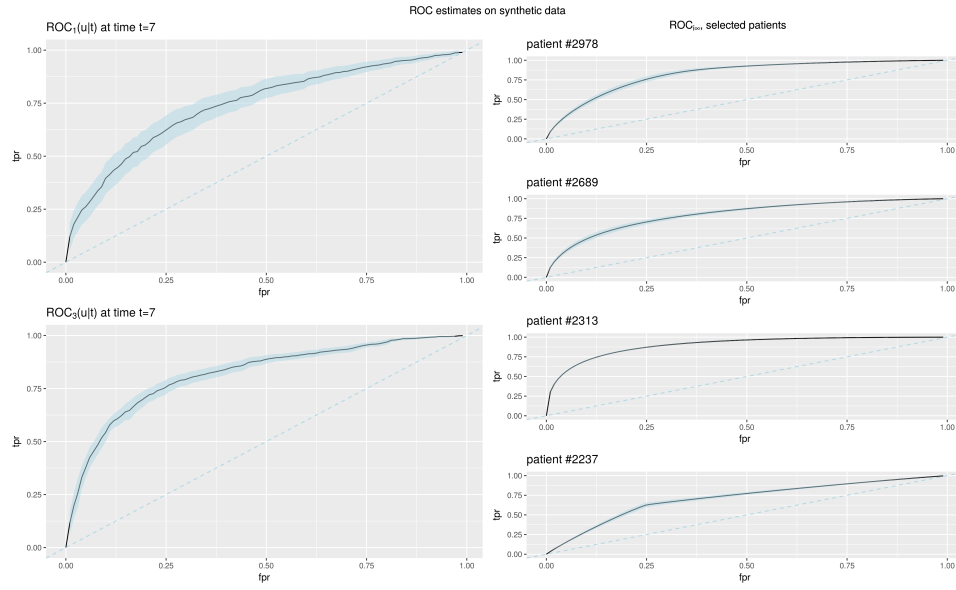 ROC estimates on synthetic data
ROC₁(u|t) at time t=7
1.00
0.75
0.50
0.25
0.00
tpr
0.00 0.25 0.50 0.75 1.00
fpr
ROC₃(u|t) at time t=7
1.00
0.75
0.50
0.25
0.00
tpr
0.00 0.25 0.50 0.75 1.00
fpr
selected patients
patient #2978
1.00
0.75
0.50
0.25
0.00
tpr
0.00 0.25 0.50 0.75 1.00
fpr
patient #2689
1.00
0.75
0.50
0.25
0.00
tpr
0.00 0.25 0.50 0.75 1.00
fpr
patient #2313
1.00
0.75
0.50
0.25
0.00
tpr
0.00 0.25 0.50 0.75 1.00
fpr
patient #2237
1.00
0.75
0.50
0.25
0.00
tpr
0.00 0.25 0.50 0.75 1.00
fpr